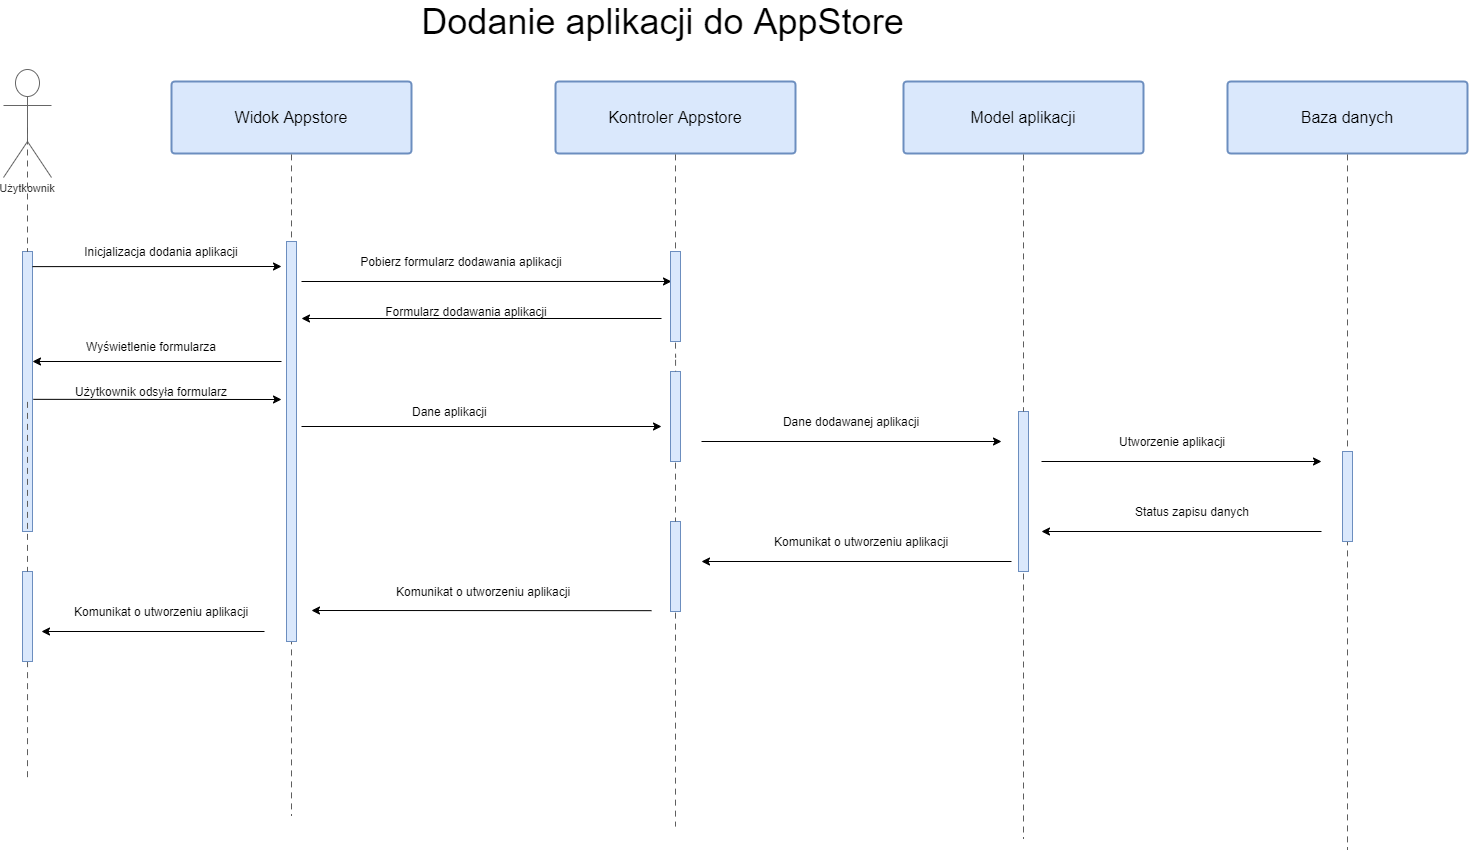 Dodanie aplikacji do AppStore
Widok Appstore
Kontroler Appstore
Model aplikacji
Baza danych
Użytkownik
Inicjalizacja dodania aplikacji
Pobierz formularz dodawania aplikacji
Formularz dodawania aplikacji
Wyświetlenie formularza
Użytkownik odsyła formularz
Dane aplikacji
Dane dodawanej aplikacji
Utworzenie aplikacji
Status zapisu danych
Komunikat o utworzeniu aplikacji
Komunikat o utworzeniu aplikacji
Komunikat o utworzeniu aplikacji